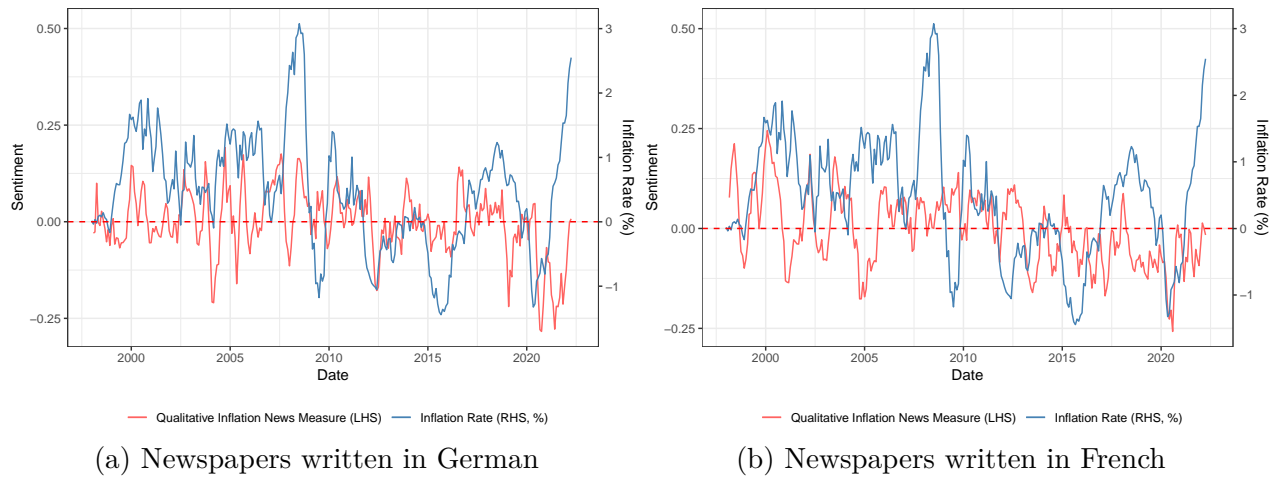 0.50
0.25
0.00
−0.25
Sentiment
3
2
1
0
−1
Inflation Rate (%)
2000 2005 2010 2015 2020
Date
Qualitative Inflation News Measure (LHS) Inflation Rate (RHS, %)
(a) Newspapers written in German
0.50
0.25
0.00
−0.25
Sentiment
3
2
1
0
−1
Inflation Rate (%)
2000 2005 2010 2015 2020
Date
Qualitative Inflation News Measure (LHS) Inflation Rate (RHS, %)
(b) Newspapers written in French